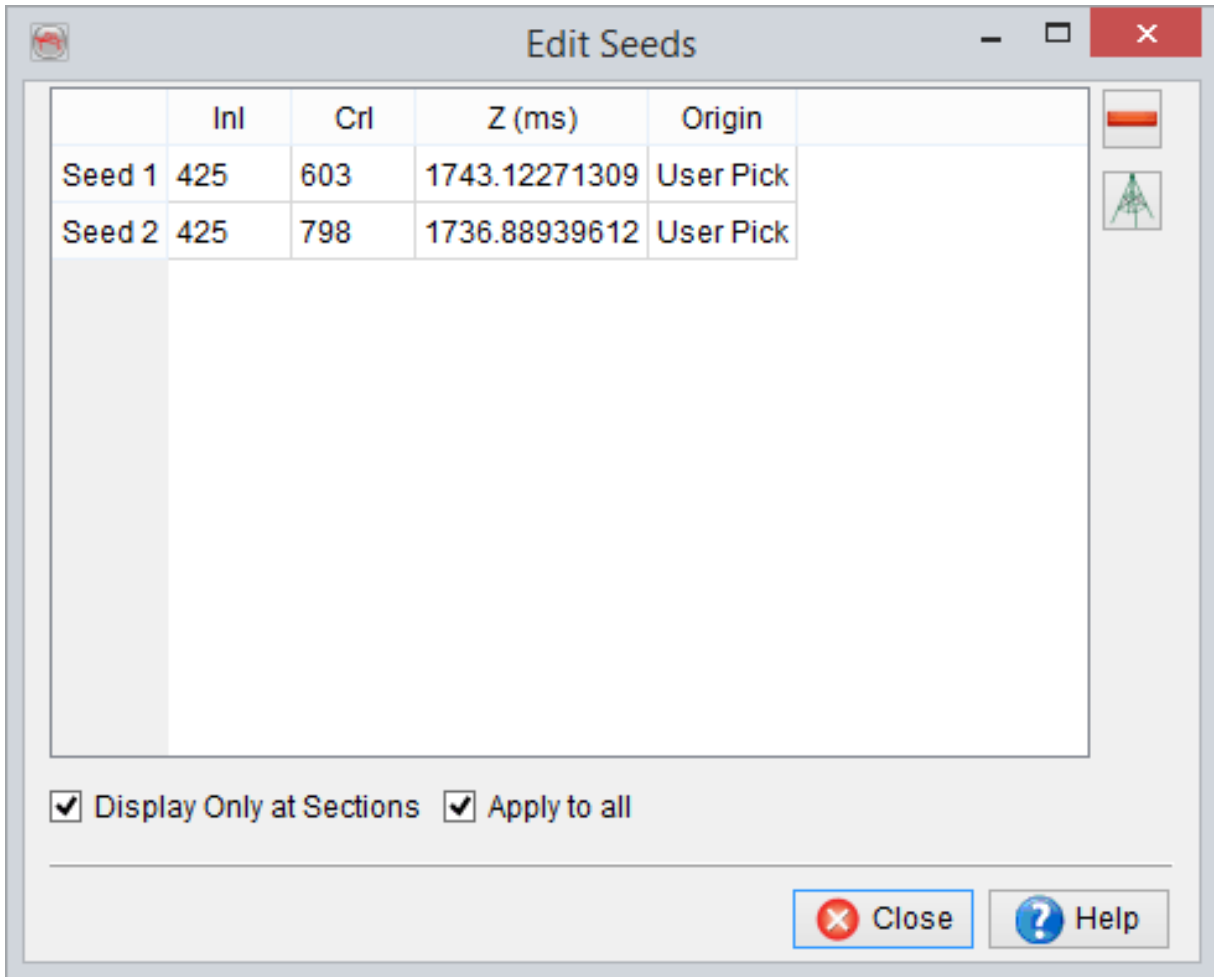 Edit Seeds
Inl Crl Z (ms) Origin
Seed 1 425 603 1743.12271309 User Pick
Seed 2 425 798 1736.88939612 User Pick
Display Only at Sections Apply to all
Close Help